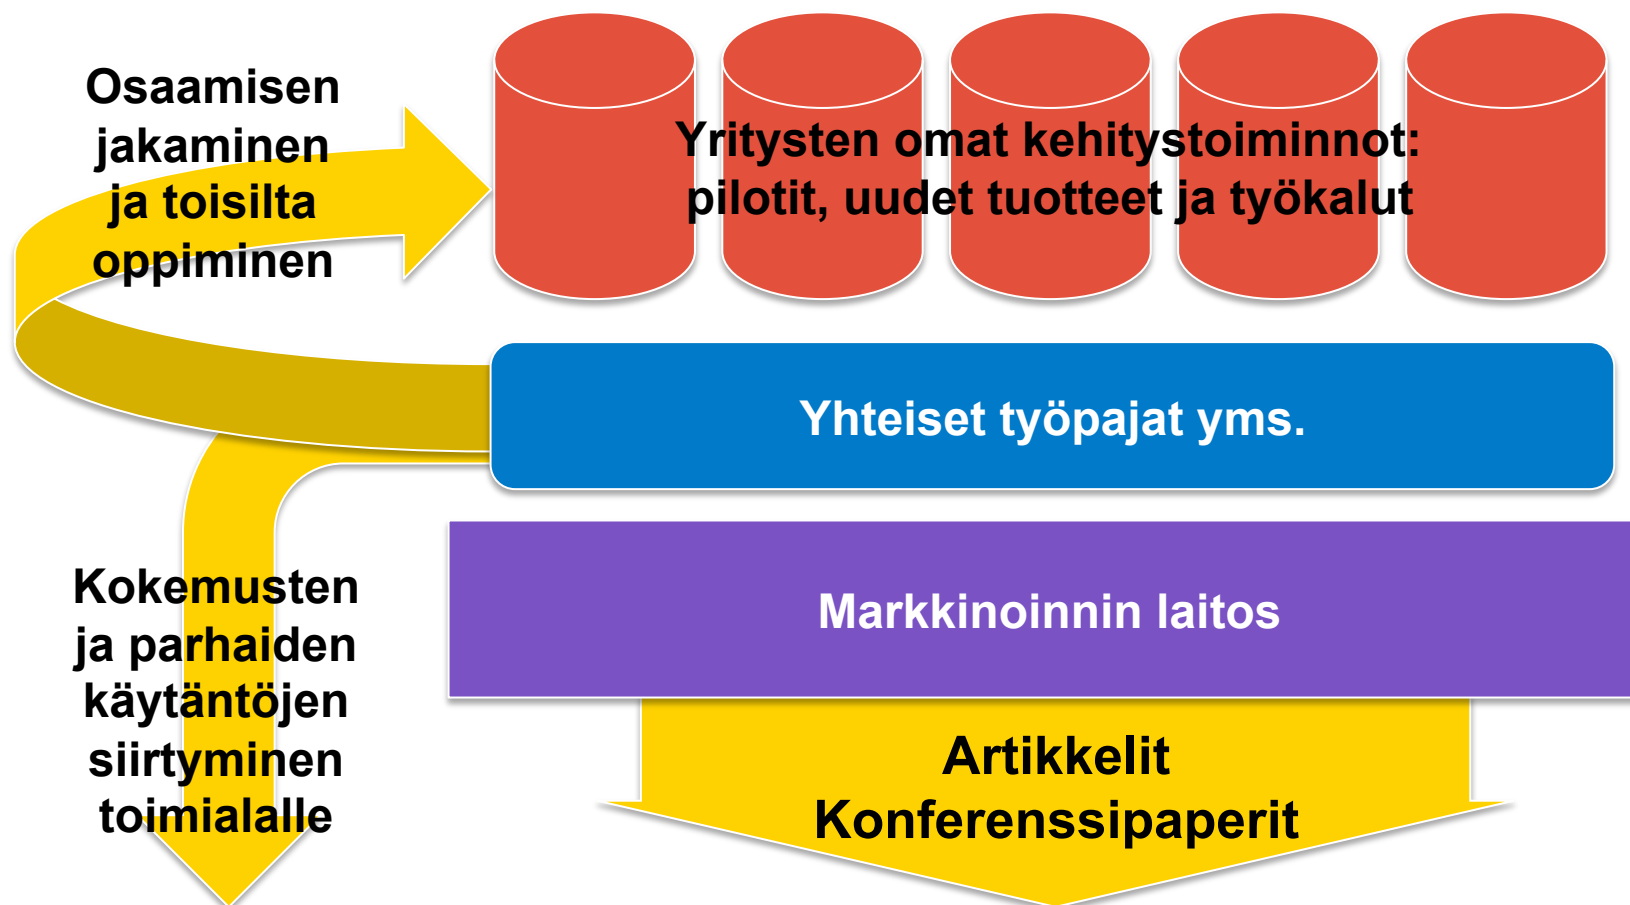 Osaamisen
jakaminen
ja toisilta
oppiminen
Yritysten omat kehitystoiminnot:
pilotit, uudet tuotteet ja työkalut
Yhteiset työpajat yms.
Markkinoinnin laitos
Kokemusten
ja parhaiden
käytäntöjen
siirtyminen
toimialalle
Artikkelit
Konferenssipaperit